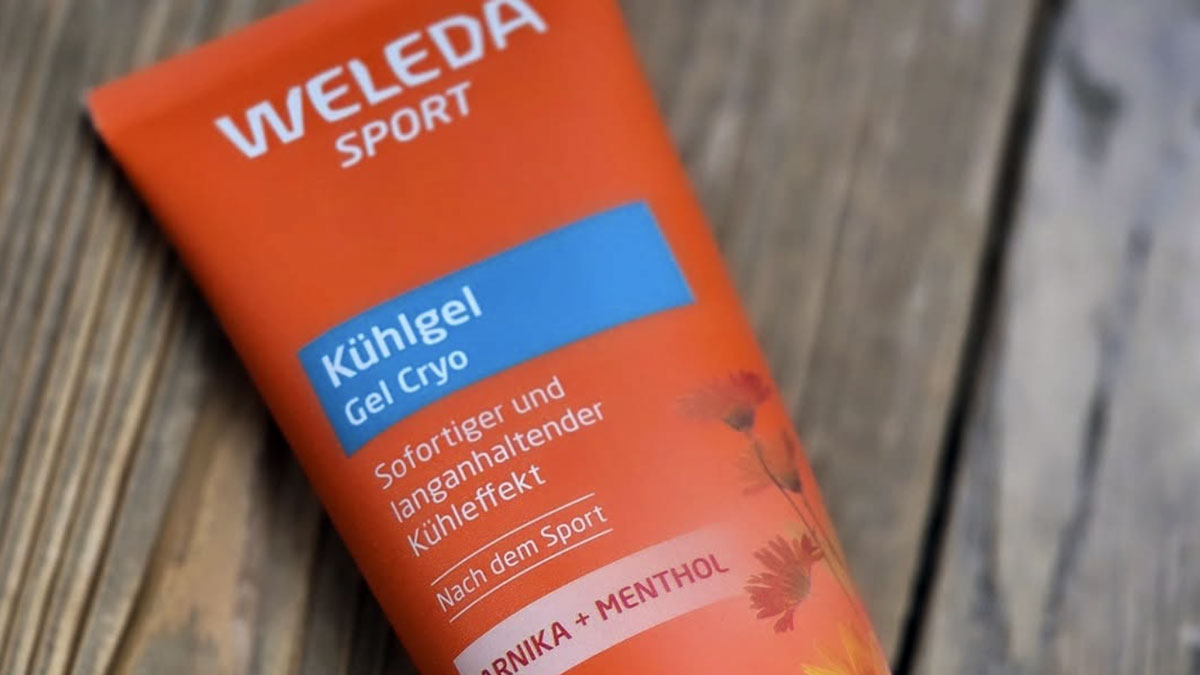 WELEDA
SPORT
Kühlgel
Gel Cryo
Sofortiger und
langanhaltender
Kühleffekt
Nach dem Sport
ARNIKA + MENTHOL